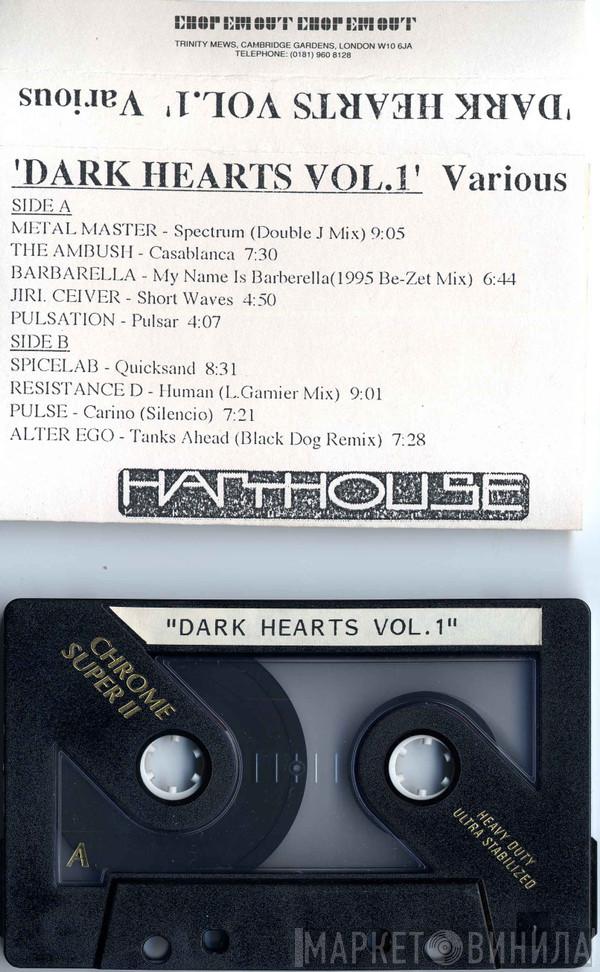 CHOP EM OUT CHOP EM OUT
TRINITY MEWS, CAMBRIDGE GARDENS, LONDON W10 6JA
TELEPHONE: (0181) 960 8128
'DARK HEARTS VOL.1' Various
'DARK HEARTS VOL.1' Various
SIDE A
METAL MASTER - Spectrum (Double J Mix) 9:05
THE AMBUSH - Casablanca 7:30
BARBARELLA - My Name Is Barberella(1995 Be-Zet Mix) 6:44
JIRI. CEIVER - Short Waves 4:50
PULSATION - Pulsar 4:07
SIDE B
SPICELAB - Quicksand 8:31
RESISTANCE D - Human (L.Garnier Mix) 9:01
PULSE - Carino (Silencio) 7:21
ALTER EGO - Tanks Ahead (Black Dog Remix) 7:28
HARTHOUSE
"DARK HEARTS VOL.1"
CHROME
SUPER II
HEAVY DUTY
ULTRA STABILIZED
A
МАРКЕТ ВИНИЛА